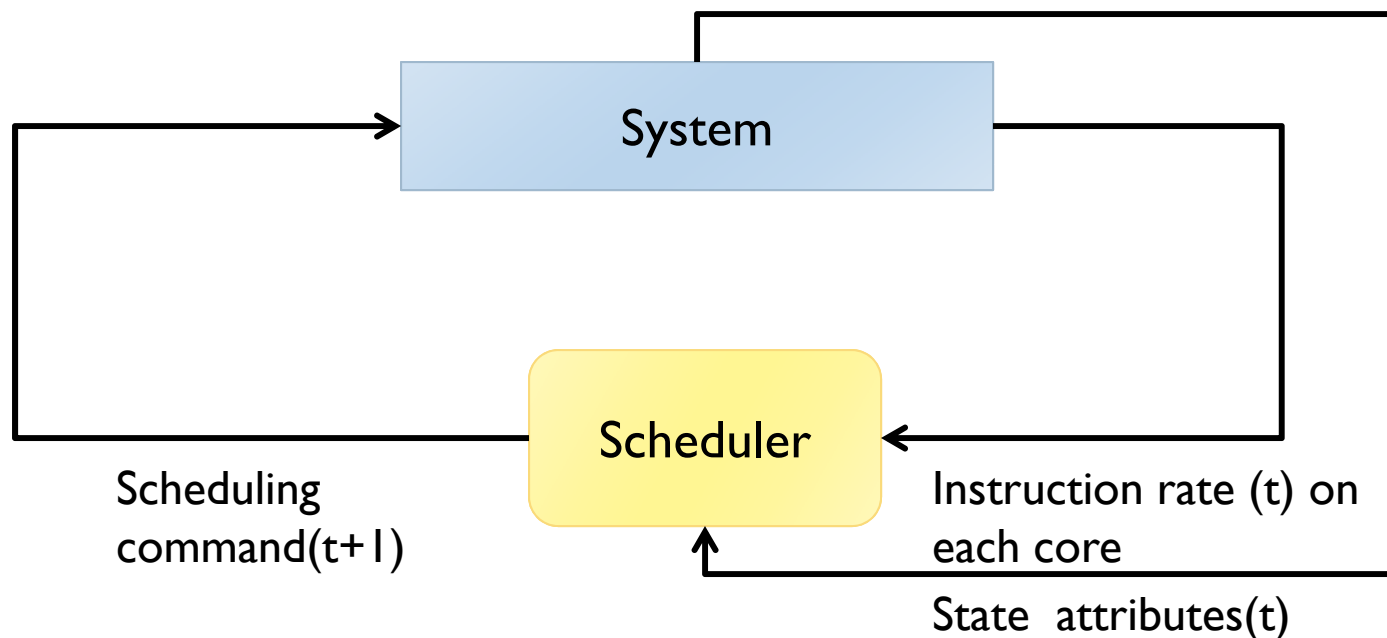 System
Scheduler
Scheduling
command(t+1)
Instruction rate (t) on
each core
State attributes(t)